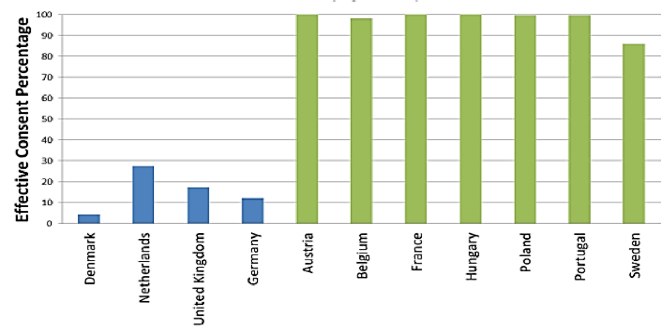 Effective Consent Percentage
100
90
80
70
60
50
40
30
20
10
0
Denmark
Netherlands
United Kingdom
Germany
Austria
Belgium
France
Hungary
Poland
Portugal
Sweden